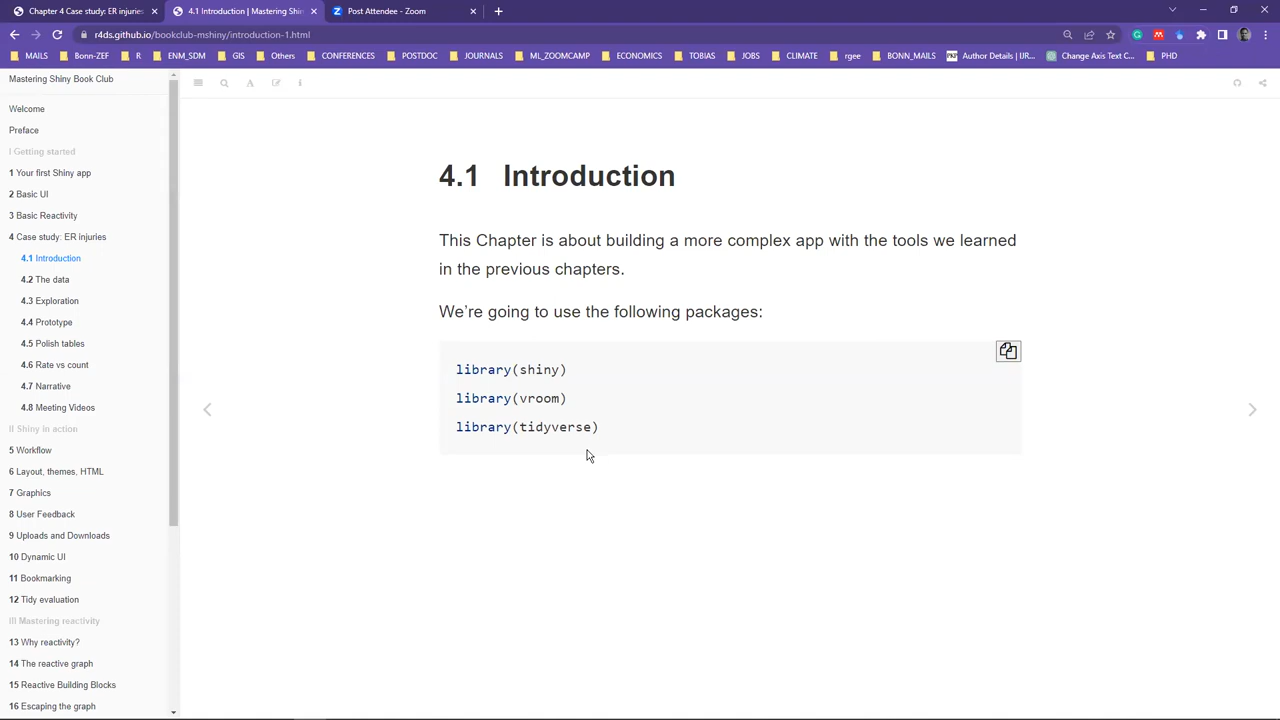 Chapter 4 Case study: ER injuries
4.1 Introduction | Mastering Shin
Post Attendee - Zoom
r4ds.github.io/bookclub-mshiny/introduction-1.html
MAILS
Bonn-ZEF
R
ENM_SDM
GIS
Others
CONFERENCES
POSTDOC
JOURNALS
ML_ZOOMCAMP
ECONOMICS
TOBIAS
JOBS
CLIMATE
rgee
BONN_MAILS
Author Details | IJR...
Change Axis Text C...
PHD
Mastering Shiny Book Club
Welcome
Preface
I Getting started
1 Your first Shiny app
2 Basic UI
3 Basic Reactivity
4 Case study: ER injuries
4.1 Introduction
4.2 The data
4.3 Exploration
4.4 Prototype
4.5 Polish tables
4.6 Rate vs count
4.7 Narrative
4.8 Meeting Videos
II Shiny in action
5 Workflow
6 Layout, themes, HTML
7 Graphics
8 User Feedback
9 Uploads and Downloads
10 Dynamic UI
11 Bookmarking
12 Tidy evaluation
III Mastering reactivity
13 Why reactivity?
14 The reactive graph
15 Reactive Building Blocks
16 Escaping the graph
4.1 Introduction
This Chapter is about building a more complex app with the tools we learned
in the previous chapters.
We're going to use the following packages:
library(shiny)
library(vroom)
library(tidyverse)